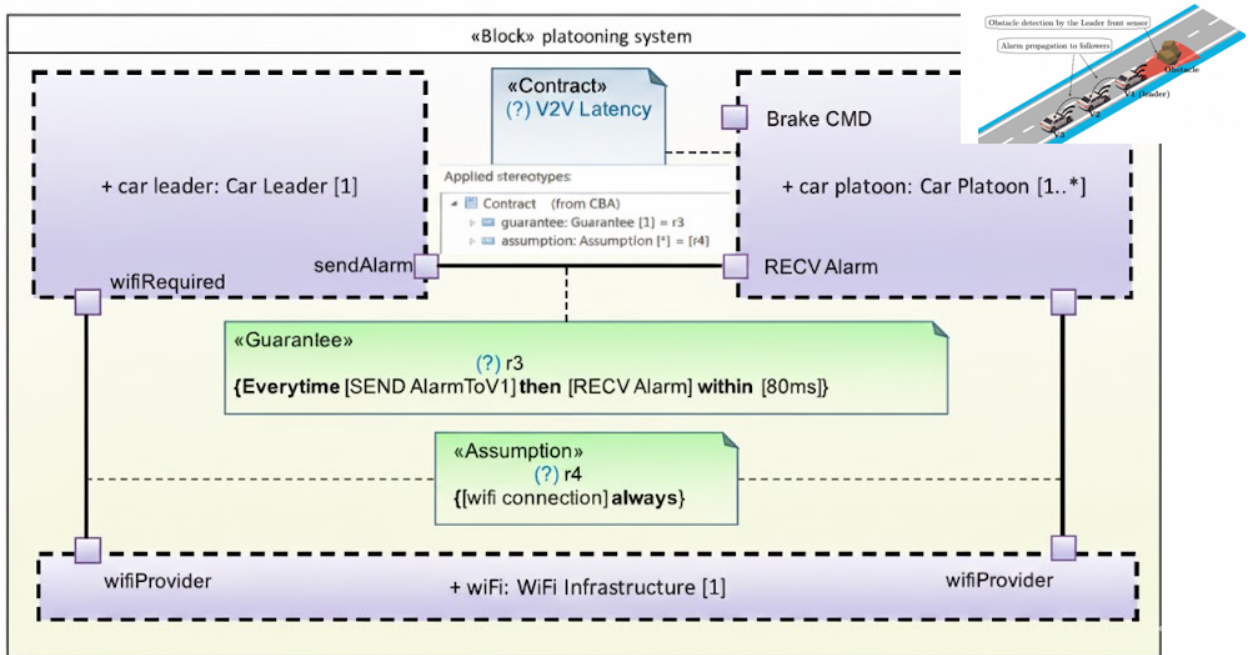 «Block» platooning system
Obstacle detection by the Leader front sensor
Alarm propagation to followers
Obstacle
V1 (leader)
V2
V3
«Contract»
(?) V2V Latency
Brake CMD
+ car leader: Car Leader [1]
+ car platoon: Car Platoon [1..*]
Applied stereotypes:
Contract (from CBA)
guarantee: Guarantee [1] = r3
assumption: Assumption [*] = [r4]
sendAlarm
RECV Alarm
wifiRequired
«Guarantee»
(?) r3
{Everytime [SEND AlarmToV1] then [RECV Alarm] within [80ms]}
«Assumption»
(?) r4
{[wifi connection] always}
wifiProvider
+ wiFi: WiFi Infrastructure [1]
wifiProvider